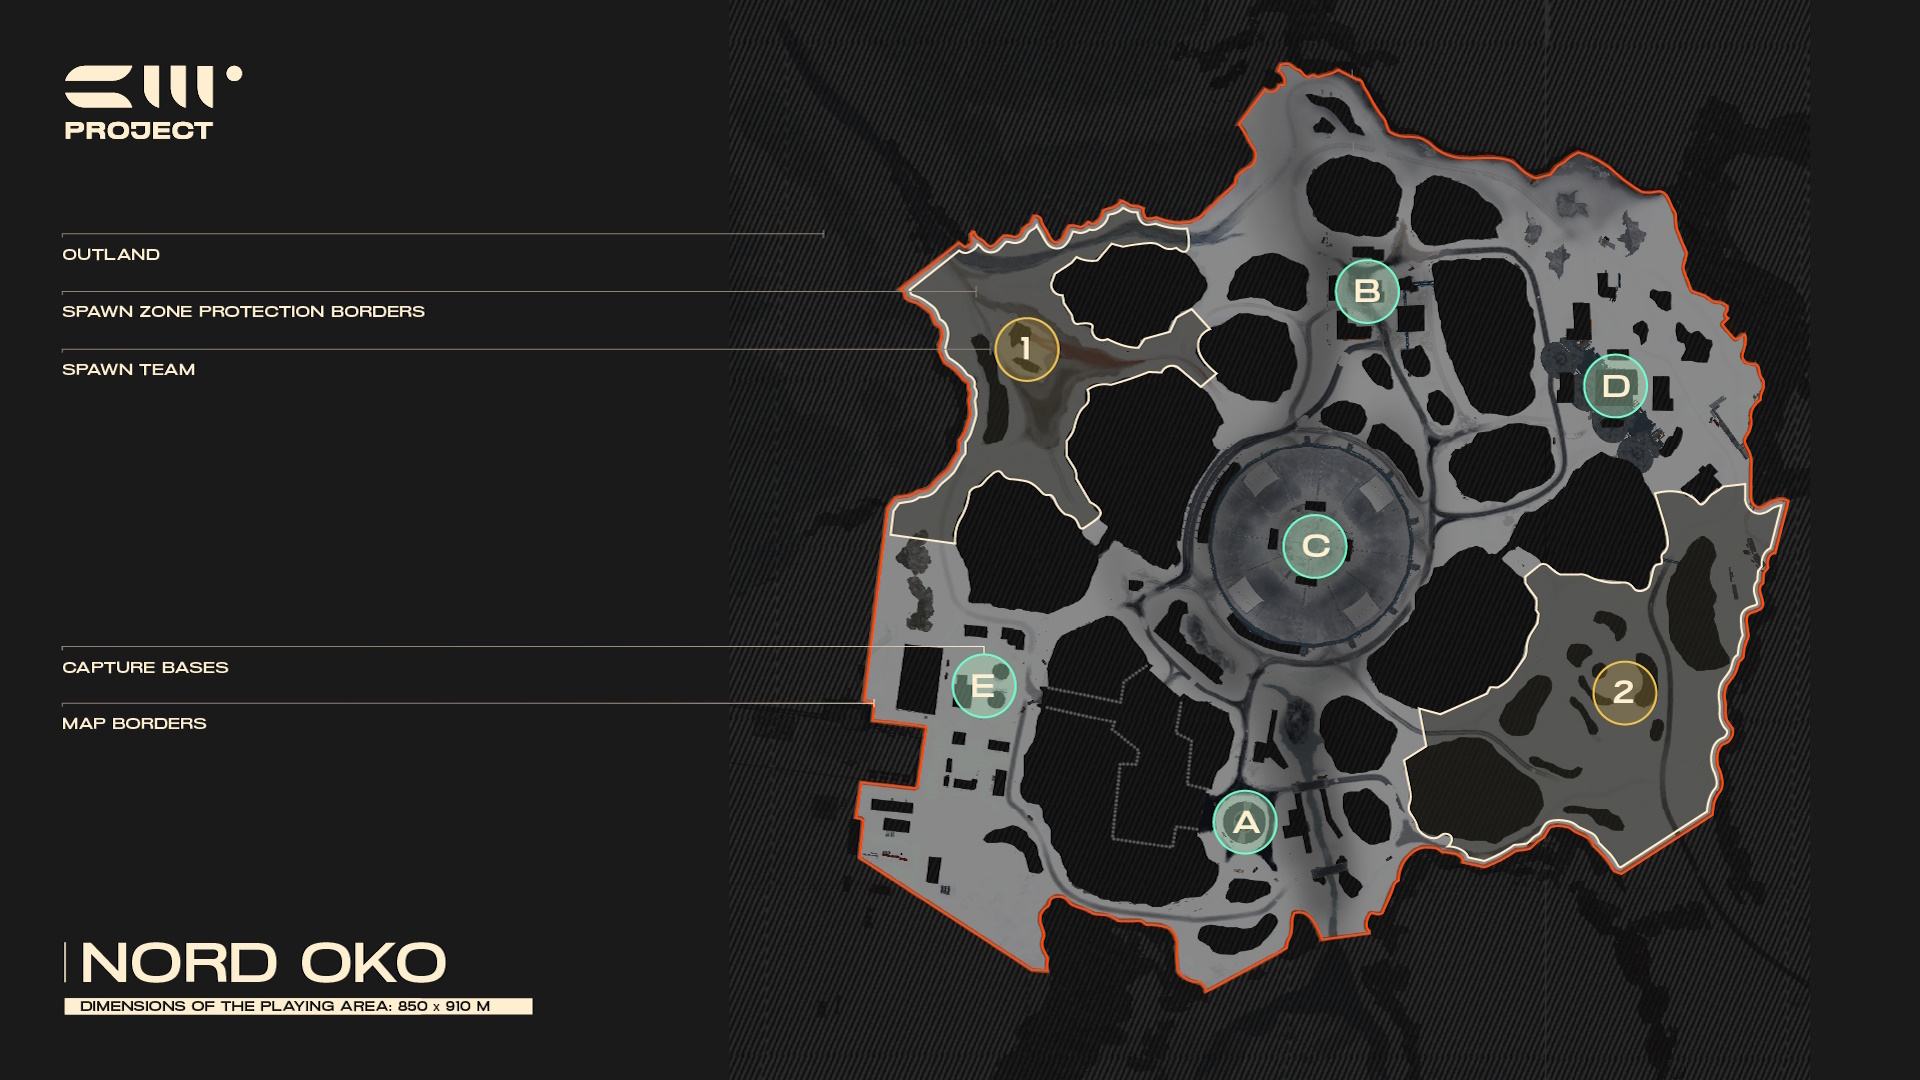 PROJECT
OUTLAND
SPAWN ZONE PROTECTION BORDERS
SPAWN TEAM
CAPTURE BASES
MAP BORDERS
NORD OKO
DIMENSIONS OF THE PLAYING AREA: 850 x 910 M
B
1
D
C
E
2
A